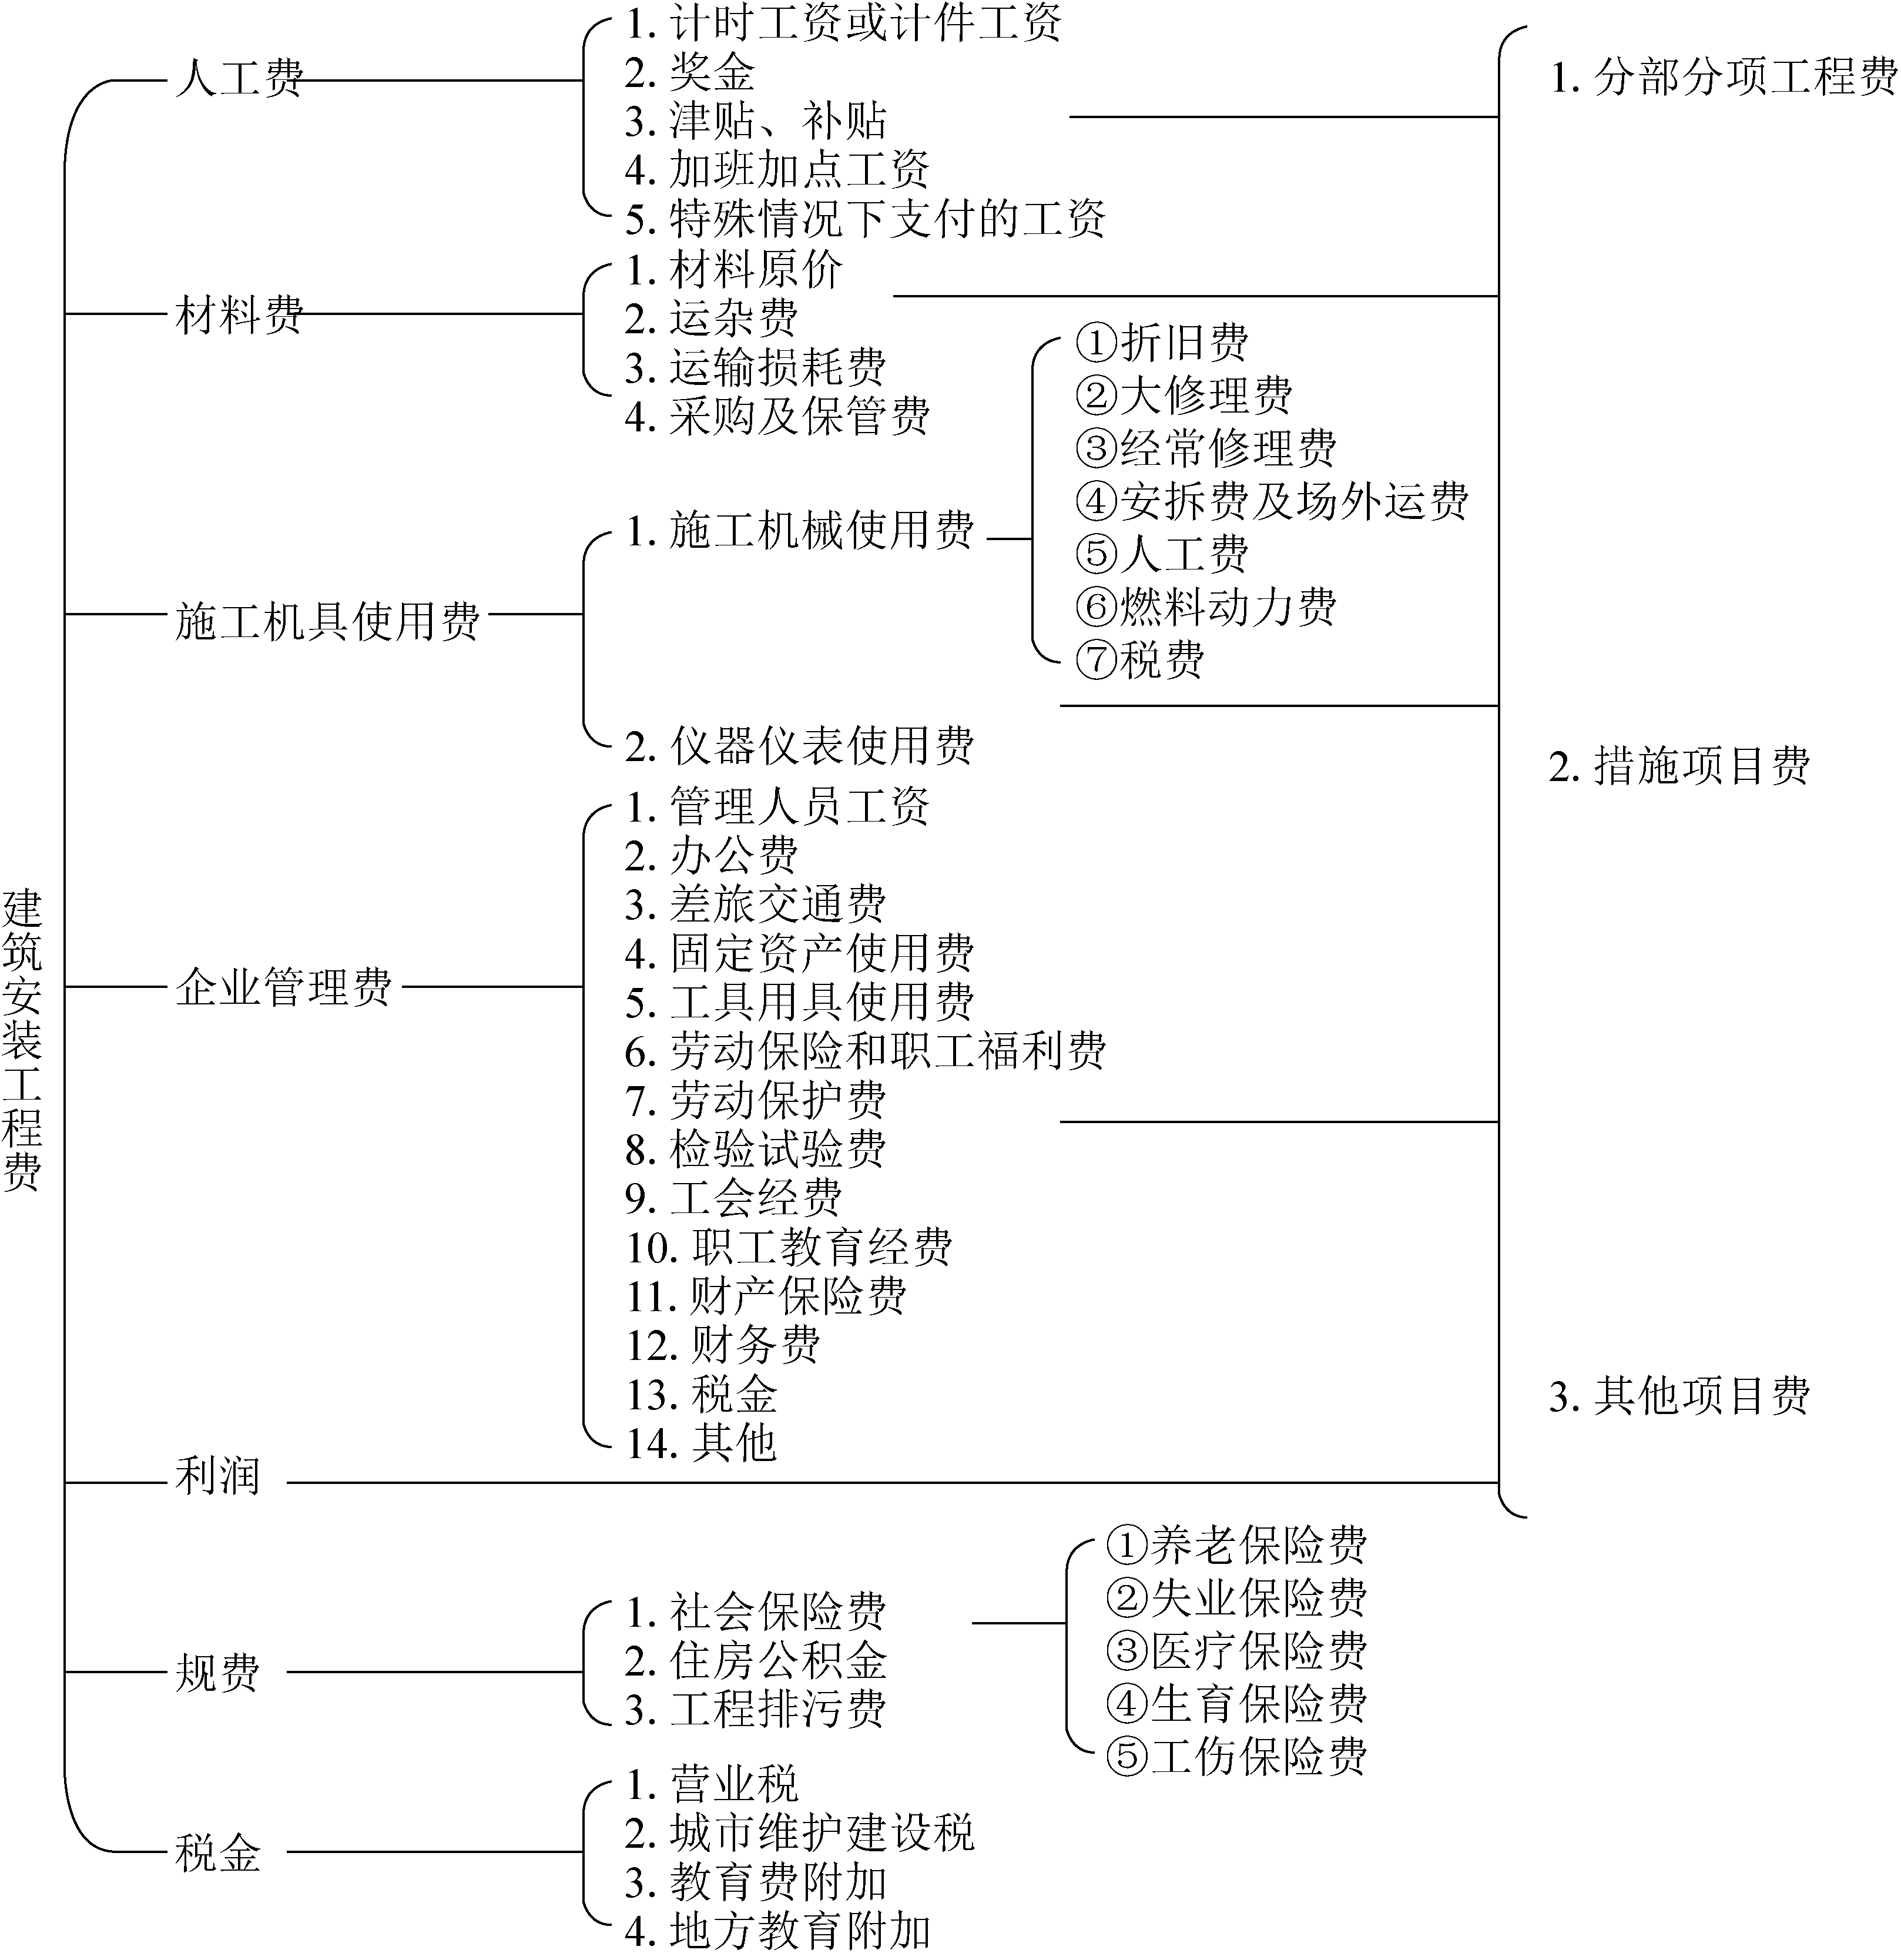 建筑安装工程费
人工费
1. 计时工资或计件工资
2. 奖金
3. 津贴、补贴
4. 加班加点工资
5. 特殊情况下支付的工资
材料费
1. 材料原价
2. 运杂费
3. 运输损耗费
4. 采购及保管费
施工机具使用费
1. 施工机械使用费
①折旧费
②大修理费
③经常修理费
④安拆费及场外运费
⑤人工费
⑥燃料动力费
⑦税费
2. 仪器仪表使用费
企业管理费
1. 管理人员工资
2. 办公费
3. 差旅交通费
4. 固定资产使用费
5. 工具用具使用费
6. 劳动保险和职工福利费
7. 劳动保护费
8. 检验试验费
9. 工会经费
10. 职工教育经费
11. 财产保险费
12. 财务费
13. 税金
14. 其他
利润
规费
1. 社会保险费
①养老保险费
②失业保险费
③医疗保险费
④生育保险费
⑤工伤保险费
2. 住房公积金
3. 工程排污费
税金
1. 营业税
2. 城市维护建设税
3. 教育费附加
4. 地方教育附加
1. 分部分项工程费
2. 措施项目费
3. 其他项目费